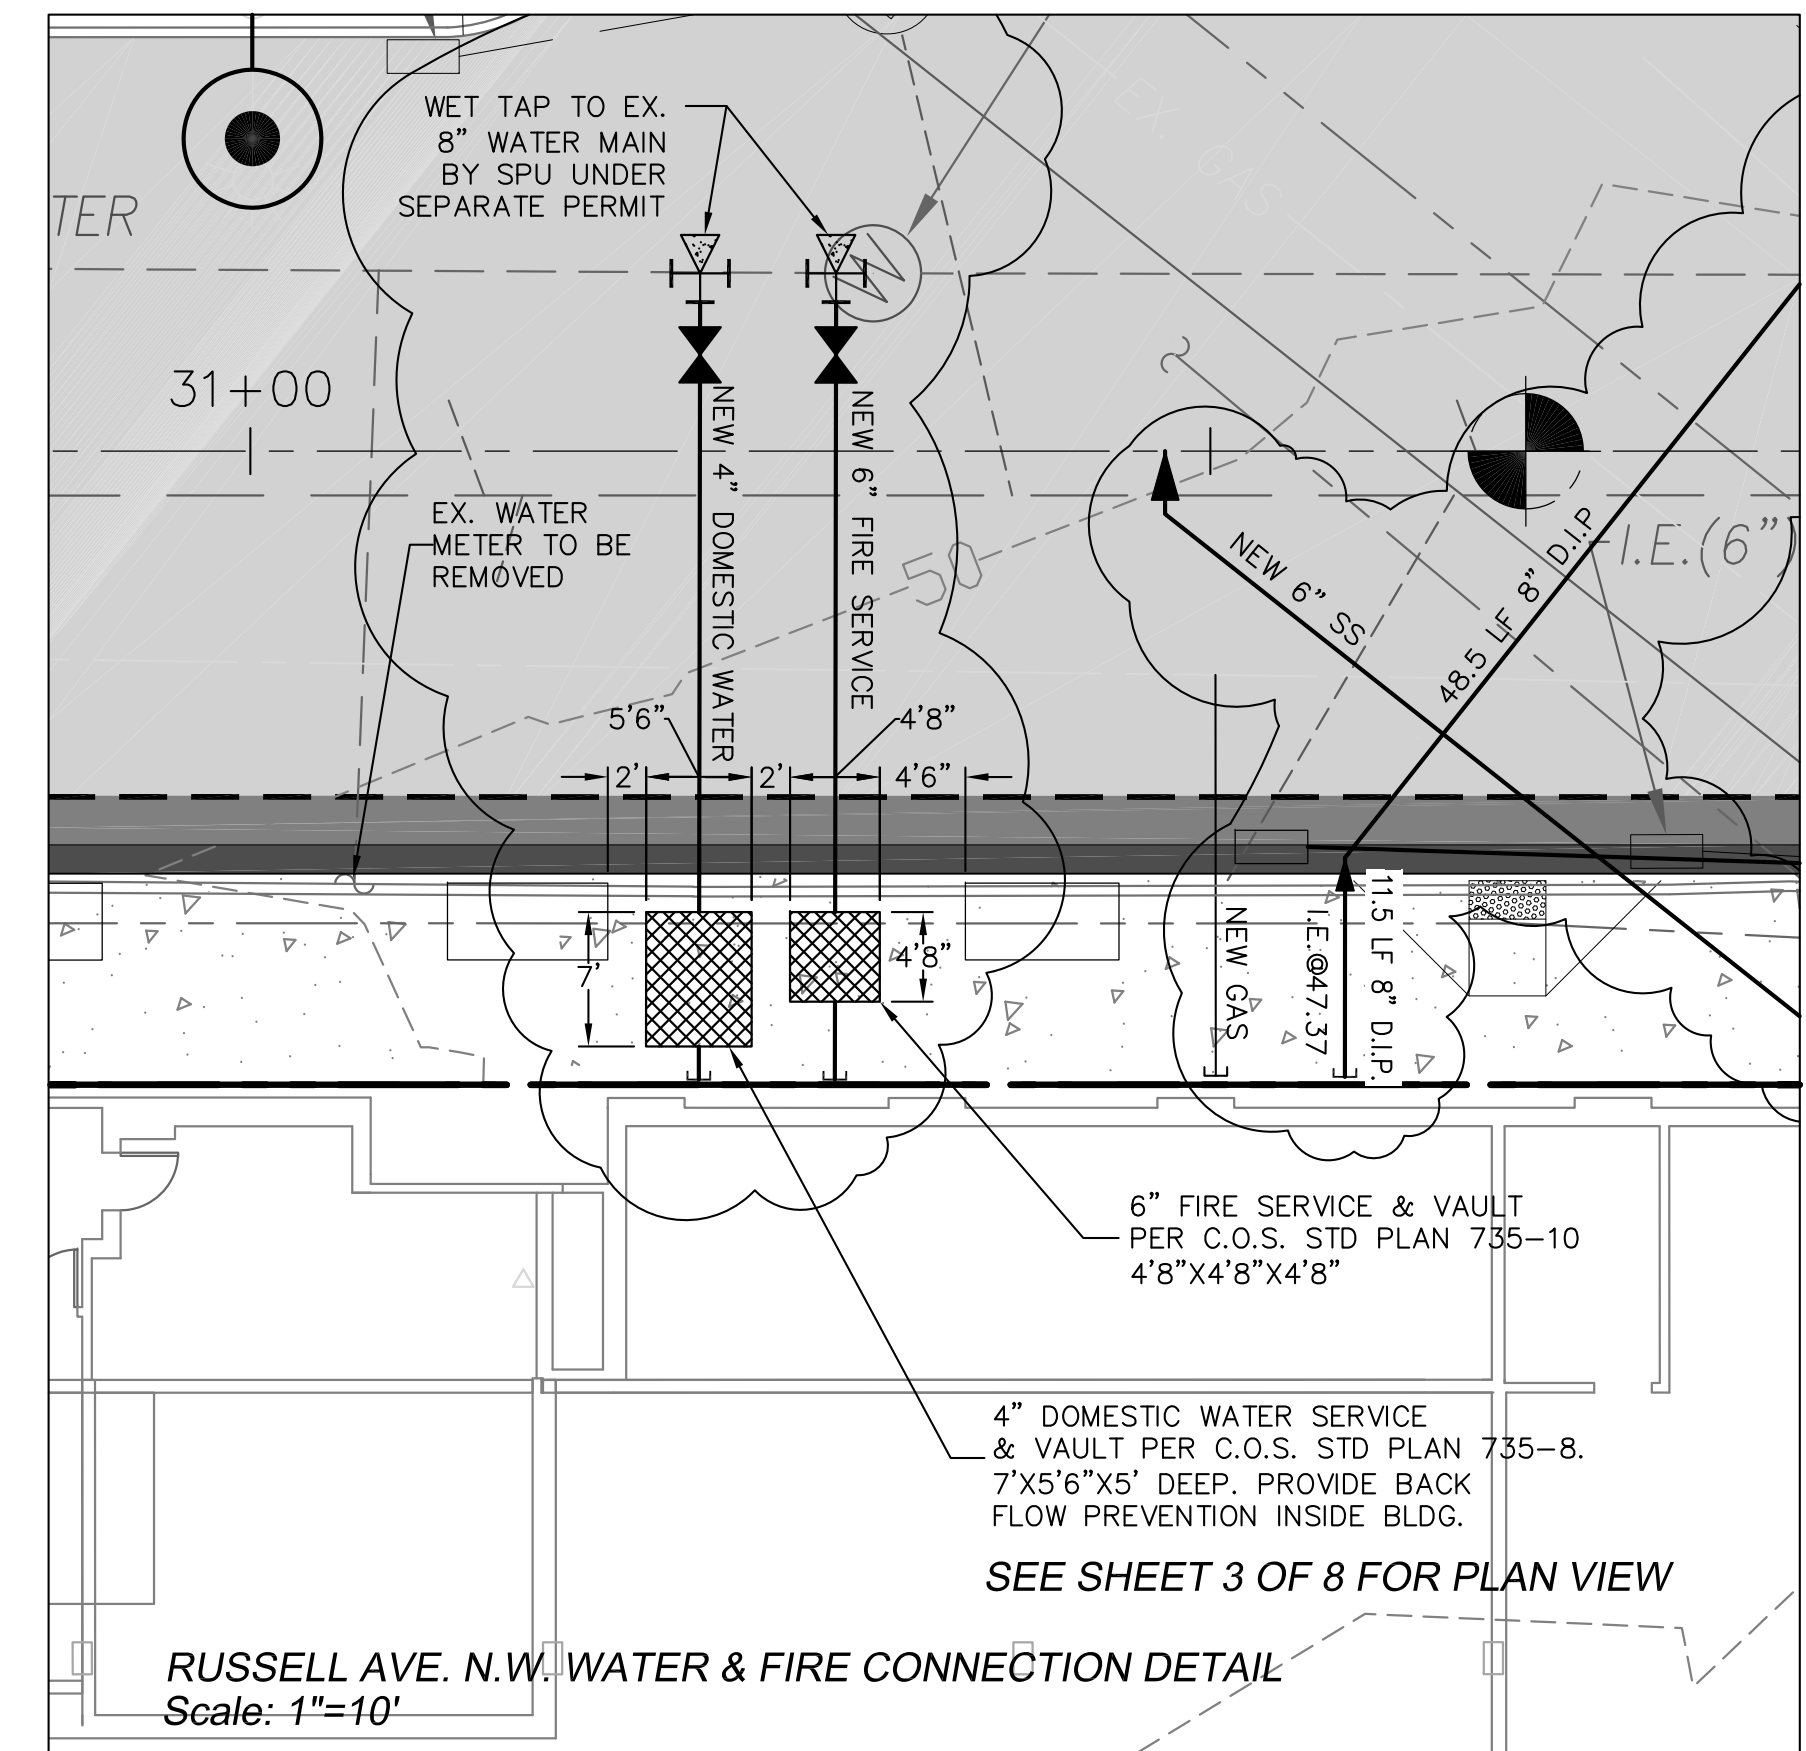 WET TAP TO EX.
8" WATER MAIN
BY SPU UNDER
SEPARATE PERMIT
EX GAS
TER
31+00
NEW 4" DOMESTIC WATER
NEW 6" FIRE SERVICE
EX. WATER
METER TO BE
REMOVED
50
NEW 6" SS
48.5 LF 8" D.I.P
I.E.(6")
5'6"
4'8"
2'
2'
4'6"
7'
4'8"
NEW GAS
I.E.@47.37
11.5 LF 8" D.I.P.
6" FIRE SERVICE & VAULT
PER C.O.S. STD PLAN 735-10
4'8"X4'8"X4'8"
4" DOMESTIC WATER SERVICE
& VAULT PER C.O.S. STD PLAN 735-8.
7'X5'6"X5' DEEP. PROVIDE BACK
FLOW PREVENTION INSIDE BLDG.
SEE SHEET 3 OF 8 FOR PLAN VIEW
RUSSELL AVE. N.W. WATER & FIRE CONNECTION DETAIL
Scale: 1"=10'